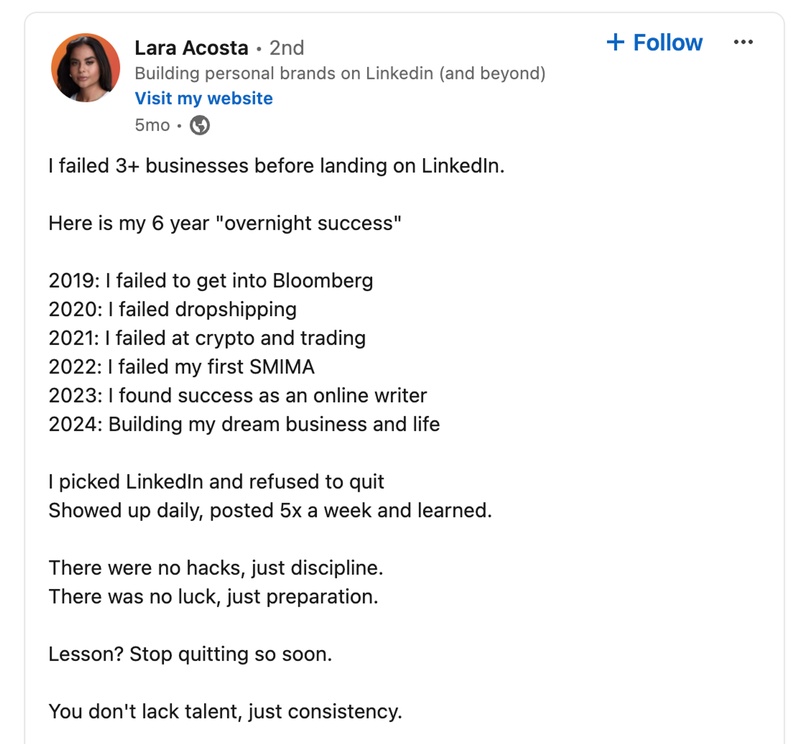 Lara Acosta • 2nd
+ Follow
Building personal brands on Linkedin (and beyond)
Visit my website
5mo •
I failed 3+ businesses before landing on LinkedIn.
Here is my 6 year "overnight success"
2019: I failed to get into Bloomberg
2020: I failed dropshipping
2021: I failed at crypto and trading
2022: I failed my first SMIMA
2023: I found success as an online writer
2024: Building my dream business and life
I picked LinkedIn and refused to quit
Showed up daily, posted 5x a week and learned.
There were no hacks, just discipline.
There was no luck, just preparation.
Lesson? Stop quitting so soon.
You don't lack talent, just consistency.